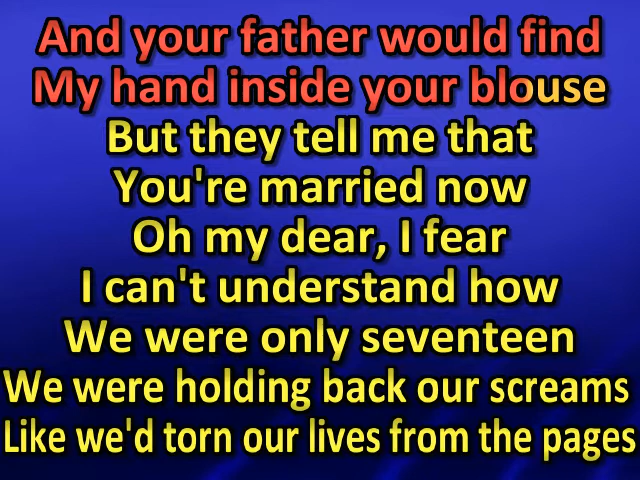 And your father would find
My hand inside your blouse
But they tell me that
You're married now
Oh my dear, I fear
I can't understand how
We were only seventeen
We were holding back our screams
Like we'd torn our lives from the pages